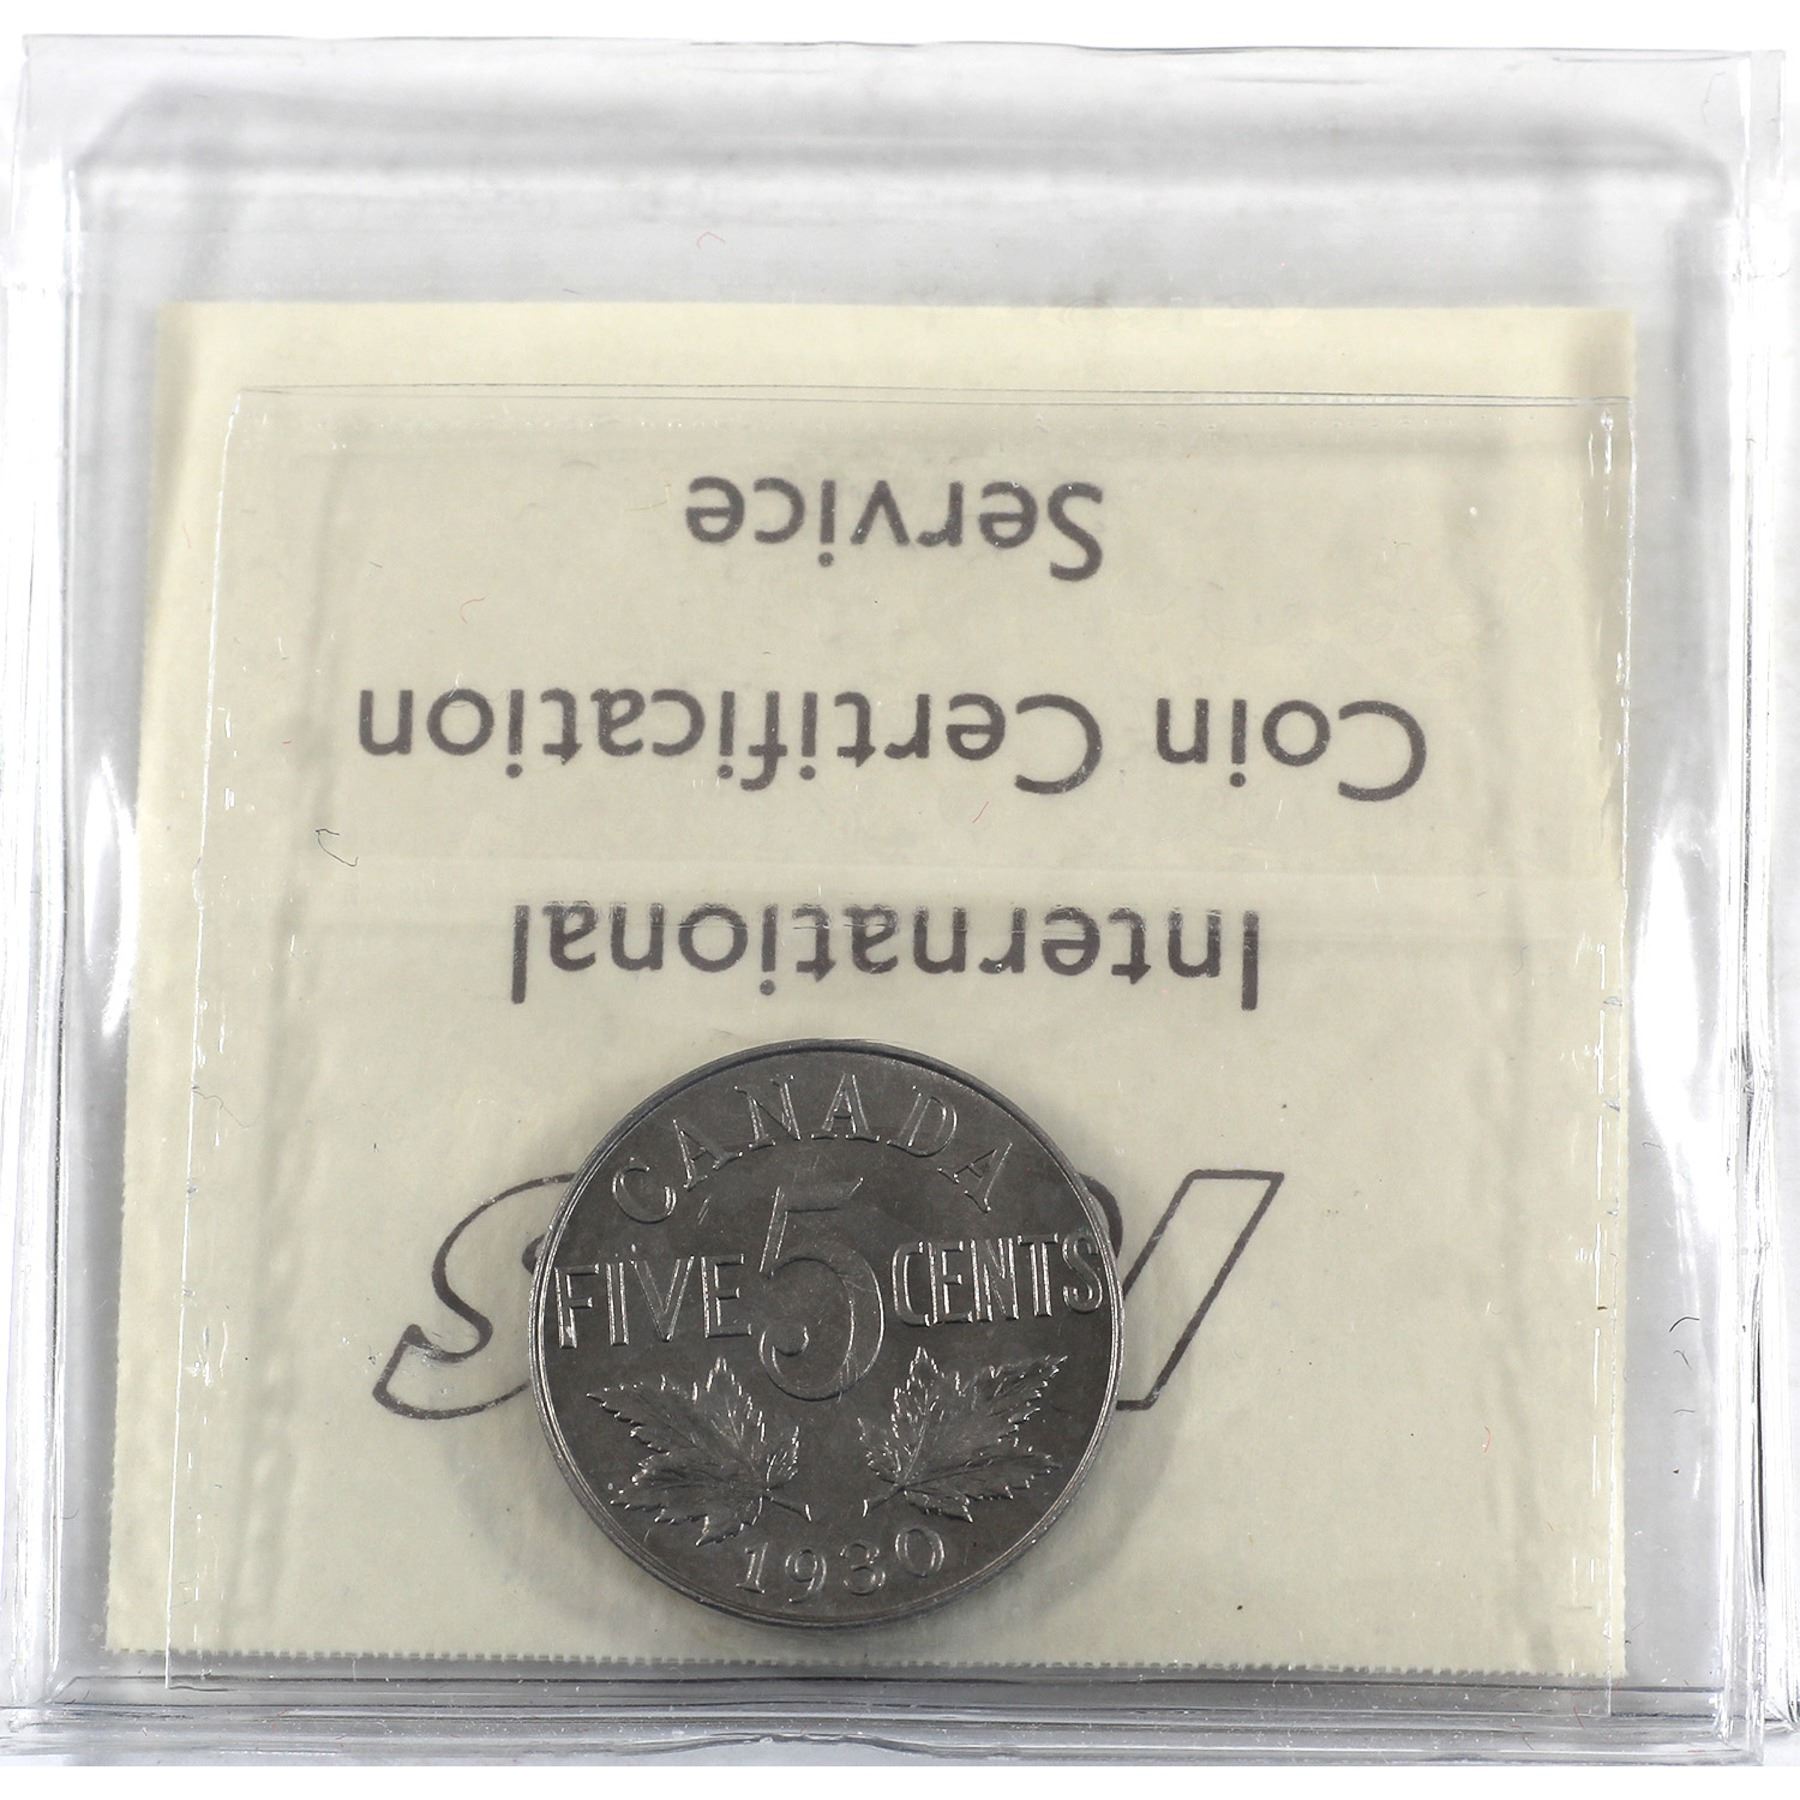 International
Coin Certification
Service
CANADA
FIVE 5 CENTS
1930